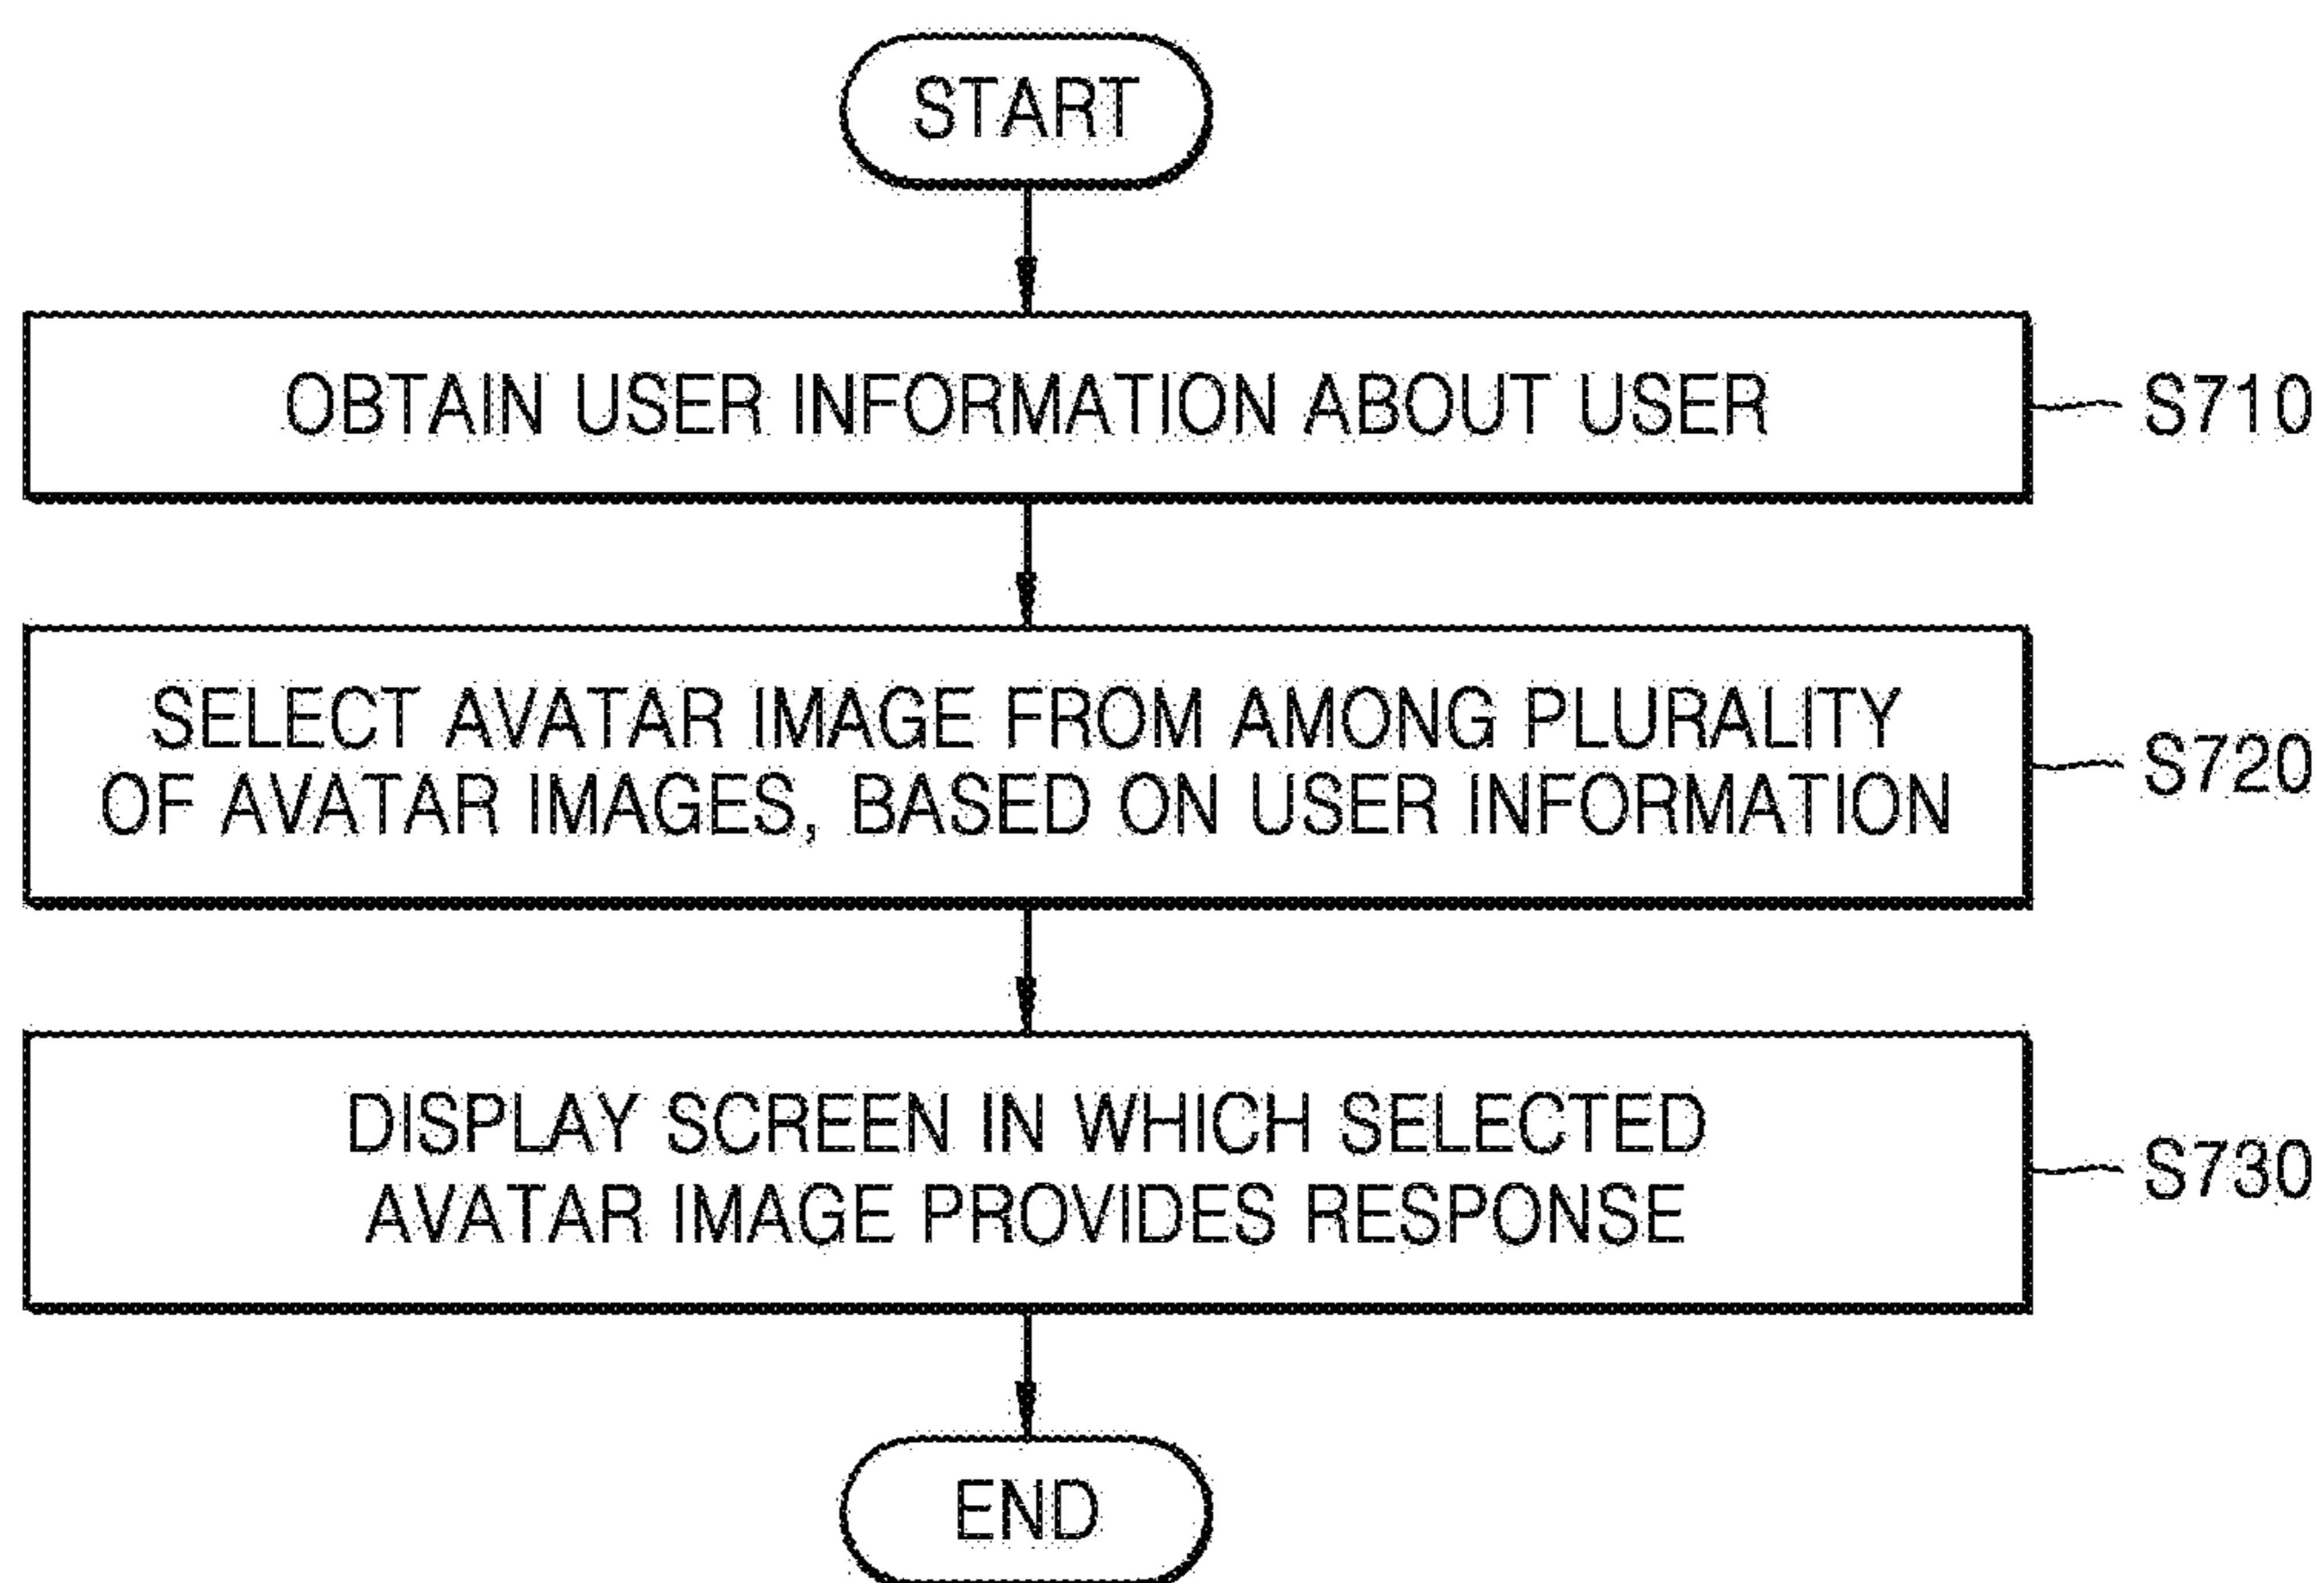 START
OBTAIN USER INFORMATION ABOUT USER
S710
SELECT AVATAR IMAGE FROM AMONG PLURALITY
OF AVATAR IMAGES, BASED ON USER INFORMATION
S720
DISPLAY SCREEN IN WHICH SELECTED
AVATAR IMAGE PROVIDES RESPONSE
S730
END